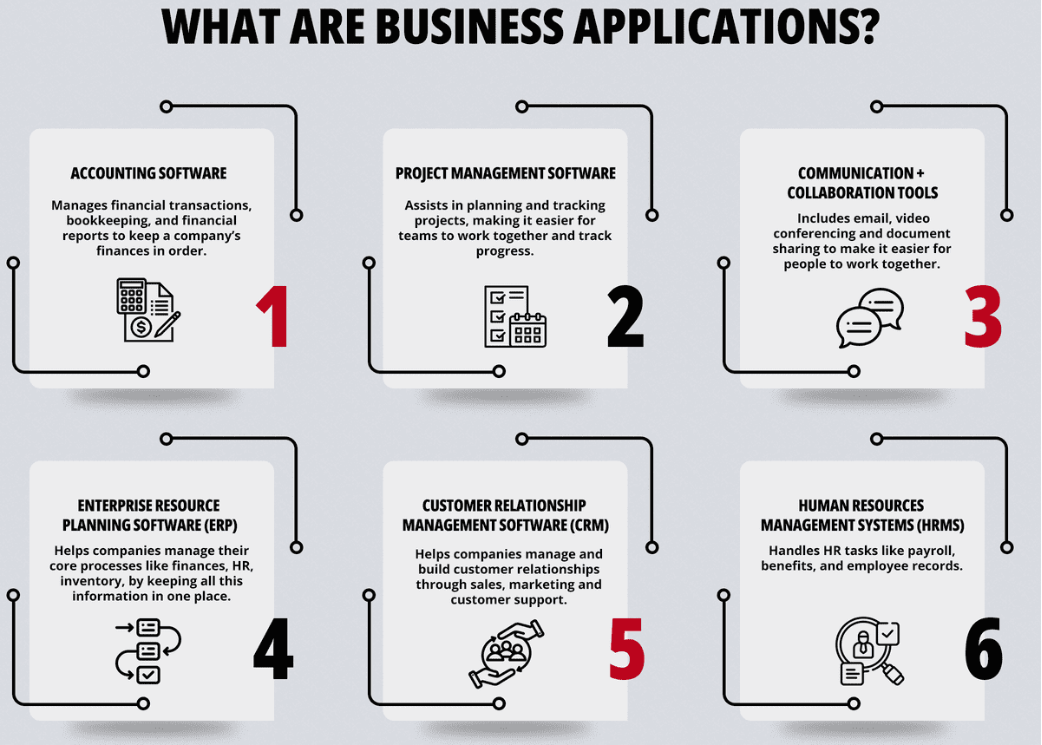 WHAT ARE BUSINESS APPLICATIONS?
ACCOUNTING SOFTWARE
Manages financial transactions,
bookkeeping, and financial
reports to keep a company's
finances in order.
1
PROJECT MANAGEMENT SOFTWARE
Assists in planning and tracking
projects, making it easier for
teams to work together and track
progress.
2
COMMUNICATION +
COLLABORATION TOOLS
Includes email, video
conferencing and document
sharing to make it easier for
people to work together.
3
ENTERPRISE RESOURCE
PLANNING SOFTWARE (ERP)
Helps companies manage their
core processes like finances, HR,
inventory, by keeping all this
information in one place.
4
CUSTOMER RELATIONSHIP
MANAGEMENT SOFTWARE (CRM)
Helps companies manage and
build customer relationships
through sales, marketing and
customer support.
5
HUMAN RESOURCES
MANAGEMENT SYSTEMS (HRMS)
Handles HR tasks like payroll,
benefits, and employee records.
6